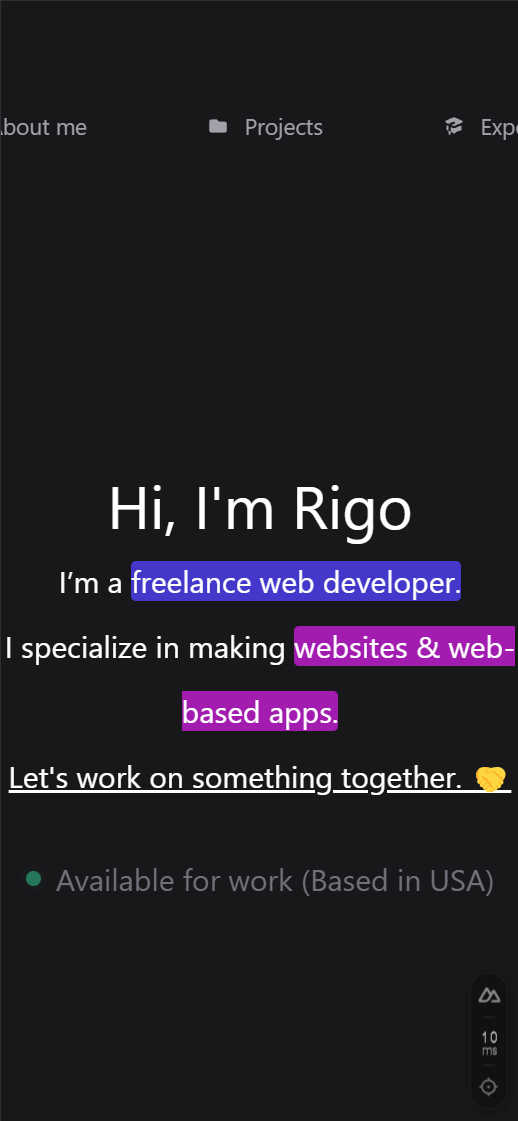 bout me Projects Exp
Hi, I'm Rigo
I’m a freelance web developer.
I specialize in making websites & web-
based apps.
Let's work on something together. 🤝
Available for work (Based in USA)
10
ms